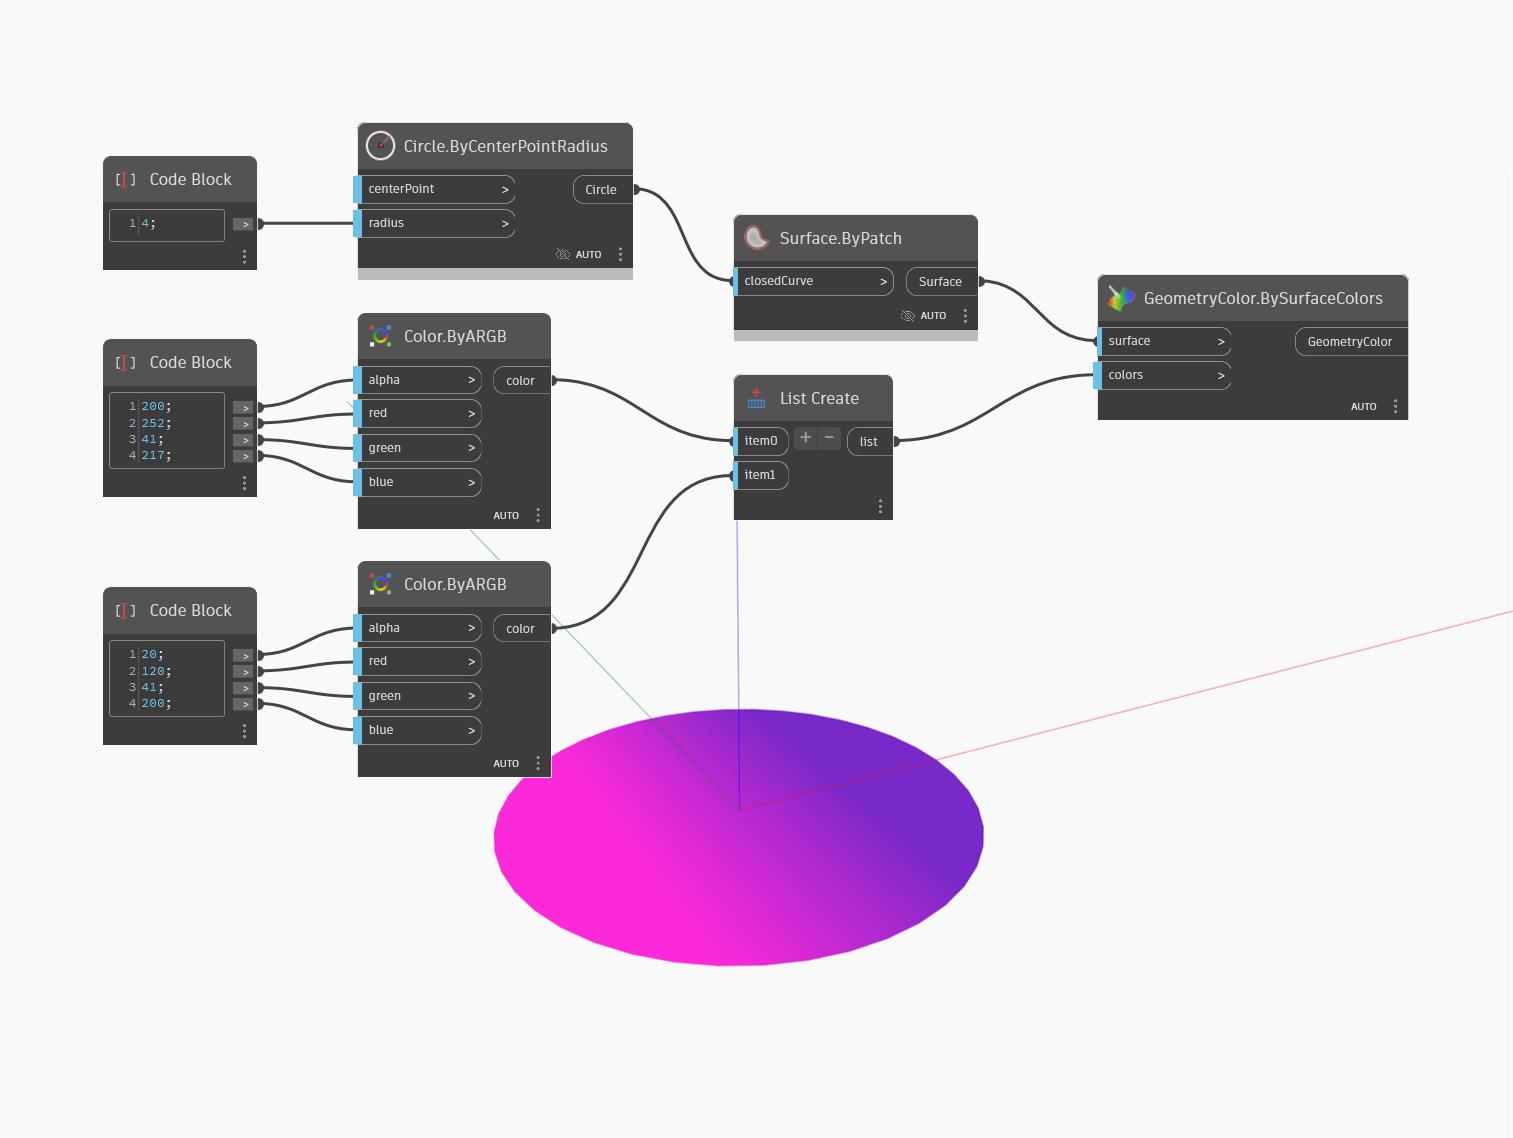 Code Block
1 4;
>
Circle.ByCenterPointRadius
centerPoint >
Circle
radius >
AUTO
Surface.ByPatch
closedCurve >
Surface
AUTO
GeometryColor.BySurfaceColors
surface >
GeometryColor
colors >
AUTO
Code Block
1 200;
2 252;
3 41;
4 217;
>
>
>
>
Color.ByARGB
alpha >
color
red >
green >
blue >
AUTO
List Create
item0
+ −
list
item1
Code Block
1 20;
2 120;
3 41;
4 200;
>
>
>
>
Color.ByARGB
alpha >
color
red >
green >
blue >
AUTO